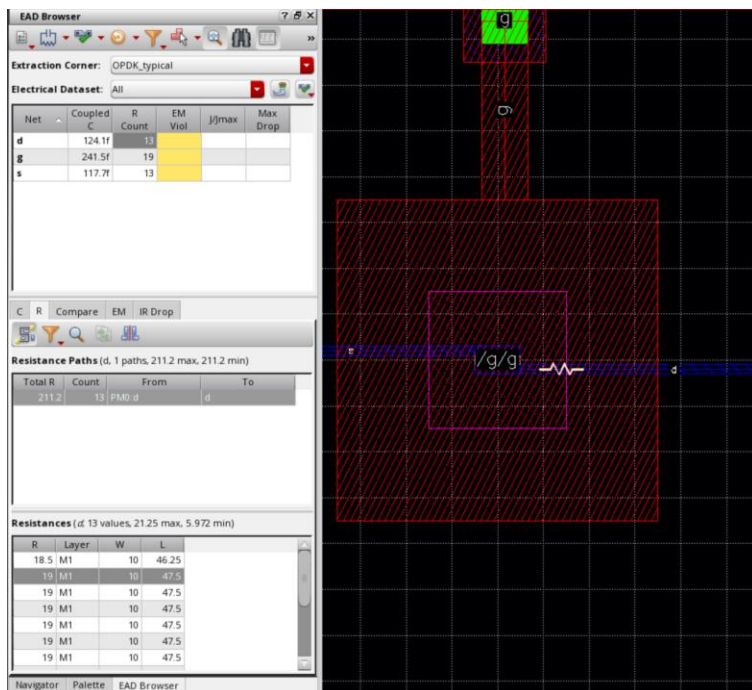 EAD Browser
Extraction Corner: OPDK_typical
Electrical Dataset: All
Net Coupled C R Count EM Viol J/Jmax Max Drop
d 124.1f 13
g 241.5f 19
s 117.7f 13
C R Compare EM IR Drop
Resistance Paths (d, 1 paths, 211.2 max, 211.2 min)
Total R Count From To
211.2 13 PM0:d d
Resistances (d, 13 values, 21.25 max, 5.972 min)
R Layer W L
18.5 M1 10 46.25
19 M1 10 47.5
19 M1 10 47.5
19 M1 10 47.5
19 M1 10 47.5
19 M1 10 47.5
19 M1 10 47.5
Navigator Palette EAD Browser
g
g
/g/g
d